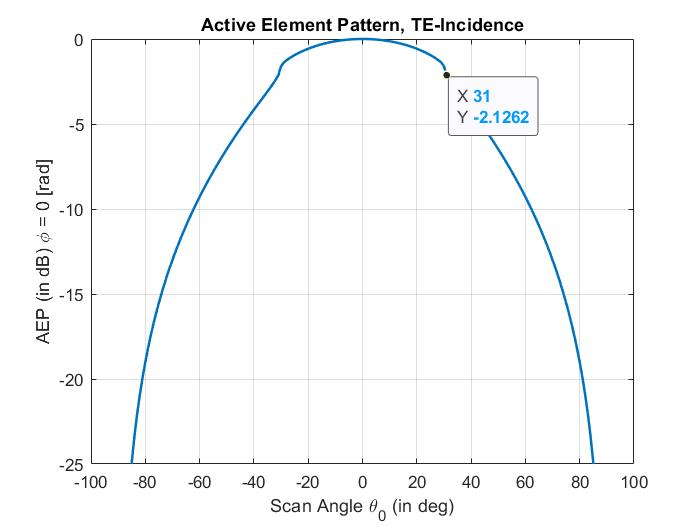 Active Element Pattern, TE-Incidence
0
-5
-10
-15
-20
-25
AEP (in dB) ϕ = 0 [rad]
X 31
Y -2.1262
-100 -80 -60 -40 -20 0 20 40 60 80 100
Scan Angle θ₀ (in deg)